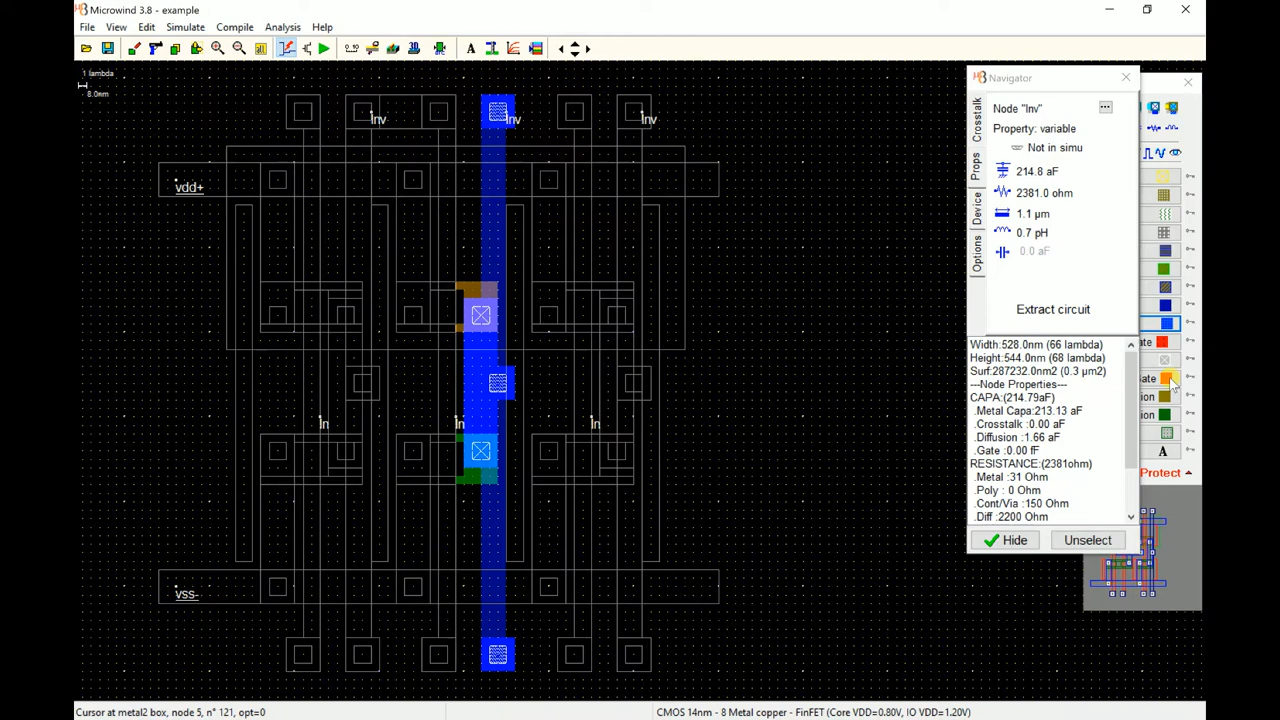 Microwind 3.8 - example
File View Edit Simulate Compile Analysis Help
1 lambda
8.0nm
Inv
Inv
Inv
vdd+
In
In
In
vss-
Navigator
Crosstalk
Props
Device
Options
Node "Inv"
Property: variable
Not in simu
214.8 aF
2381.0 ohm
1.1 µm
0.7 pH
0.0 aF
Extract circuit
Width:528.0nm (66 lambda)
Height:544.0nm (68 lambda)
Surf:287232.0nm2 (0.3 µm2)
---Node Properties---
CAPA:(214.79aF)
.Metal Capa:213.13 aF
.Crosstalk :0.00 aF
.Diffusion :1.66 aF
.Gate :0.00 fF
RESISTANCE:(2381ohm)
.Metal :31 Ohm
.Poly : 0 Ohm
.Cont/Via :150 Ohm
.Diff :2200 Ohm
Hide Unselect
ate
ate
ion
ion
A
Protect
Cursor at metal2 box, node 5, n° 121, opt=0
CMOS 14nm - 8 Metal copper - FinFET (Core VDD=0.80V, IO VDD=1.20V)